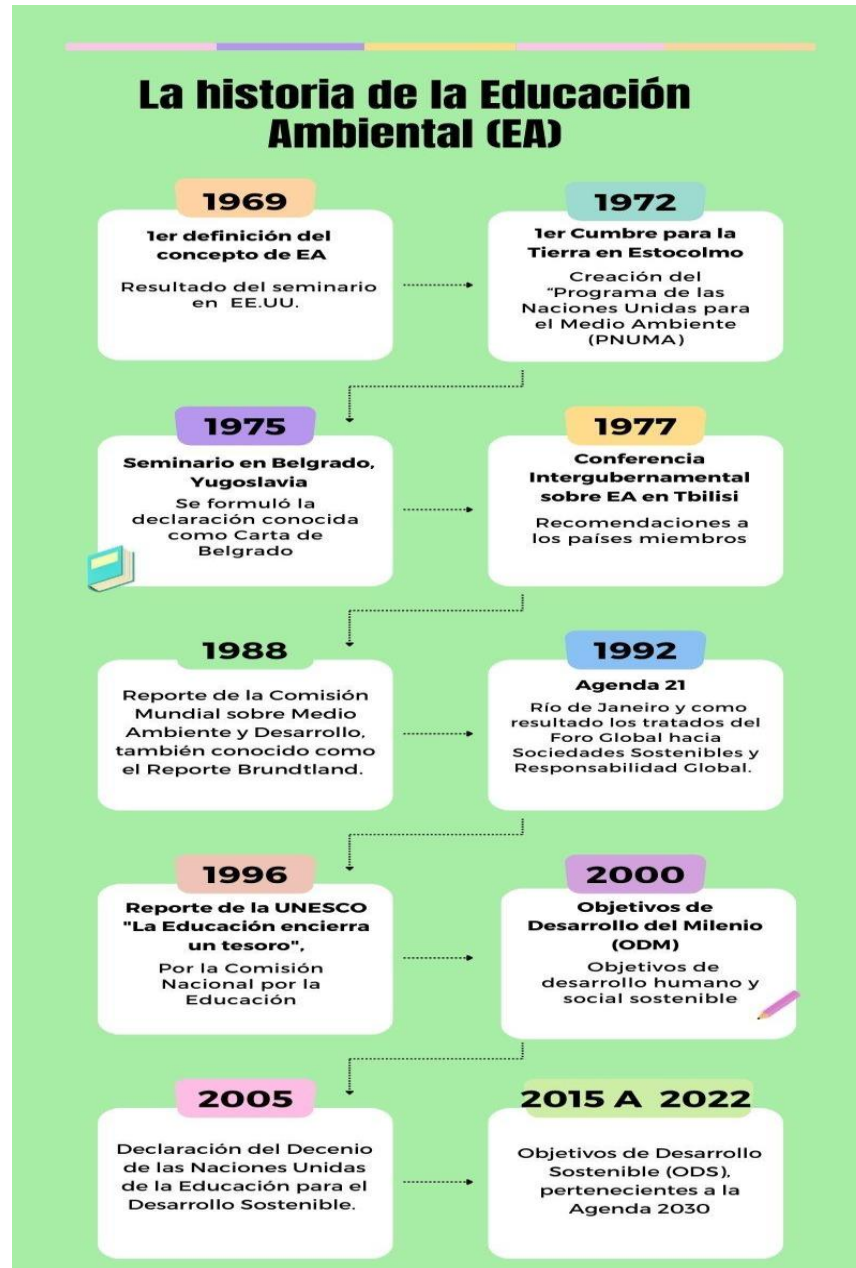 La historia de la Educación
Ambiental (EA)
1969
1er definición del
concepto de EA
Resultado del seminario
en EE.UU.
1972
1er Cumbre para la
Tierra en Estocolmo
Creación del
“Programa de las
Naciones Unidas para
el Medio Ambiente
(PNUMA)
1975
Seminario en Belgrado,
Yugoslavia
Se formuló la
declaración conocida
como Carta de
Belgrado
1977
Conferencia
Intergubernamental
sobre EA en Tbilisi
Recomendaciones a
los países miembros
1988
Reporte de la Comisión
Mundial sobre Medio
Ambiente y Desarrollo,
también conocido como
el Reporte Brundtland.
1992
Agenda 21
Río de Janeiro y como
resultado los tratados del
Foro Global hacia
Sociedades Sostenibles y
Responsabilidad Global.
1996
Reporte de la UNESCO
"La Educación encierra
un tesoro",
Por la Comisión
Nacional por la
Educación
2000
Objetivos de
Desarrollo del Milenio
(ODM)
Objetivos de
desarrollo humano y
social sostenible
2005
Declaración del Decenio
de las Naciones Unidas
de la Educación para el
Desarrollo Sostenible.
2015 A 2022
Objetivos de Desarrollo
Sostenible (ODS),
pertenecientes a la
Agenda 2030